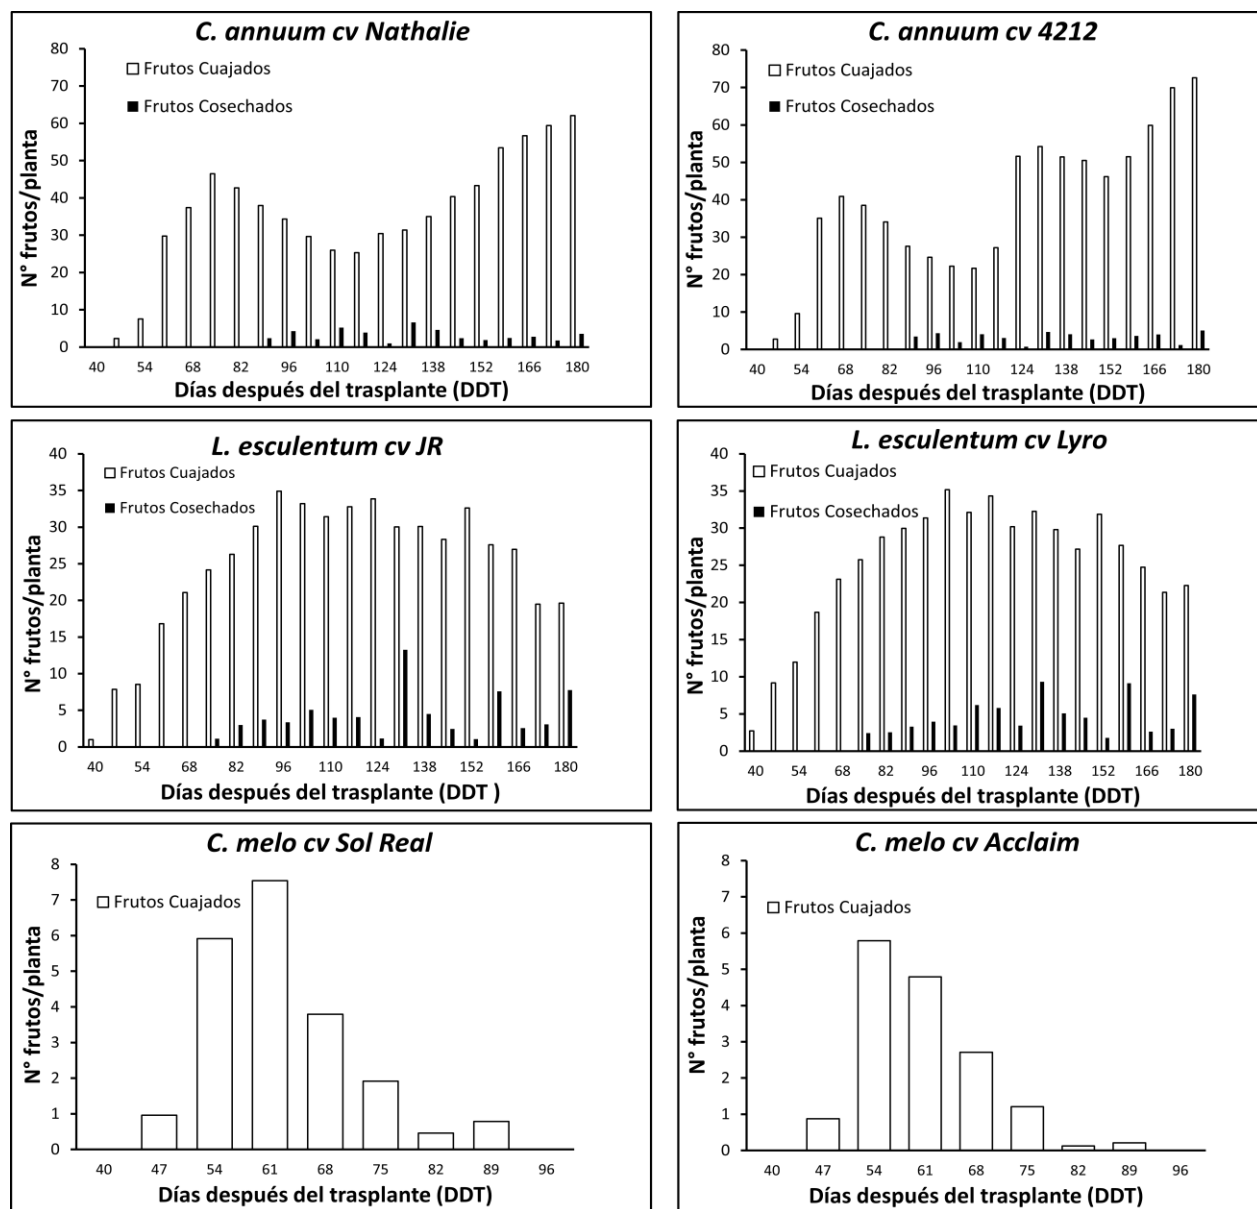 C. annuum cv Nathalie
80
70
60
50
40
30
20
10
0
N° frutos/planta
Frutos Cuajados
Frutos Cosechados
40 54 68 82 96 110 124 138 152 166 180
Días después del trasplante (DDT)
C. annuum cv 4212
80
70
60
50
40
30
20
10
0
N° frutos/planta
Frutos Cuajados
Frutos Cosechados
40 54 68 82 96 110 124 138 152 166 180
Días después del trasplante (DDT)
L. esculentum cv JR
40
35
30
25
20
15
10
5
0
N° frutos/planta
Frutos Cuajados
Frutos Cosechados
40 54 68 82 96 110 124 138 152 166 180
Días después del trasplante (DDT )
L. esculentum cv Lyro
40
35
30
25
20
15
10
5
0
N° frutos/planta
Frutos Cuajados
Frutos Cosechados
40 54 68 82 96 110 124 138 152 166 180
Días después del trasplante (DDT)
C. melo cv Sol Real
8
7
6
5
4
3
2
1
0
N° frutos/planta
Frutos Cuajados
40 47 54 61 68 75 82 89 96
Días después del trasplante (DDT)
C. melo cv Acclaim
8
7
6
5
4
3
2
1
0
N° frutos/planta
Frutos Cuajados
40 47 54 61 68 75 82 89 96
Días después del trasplante (DDT)